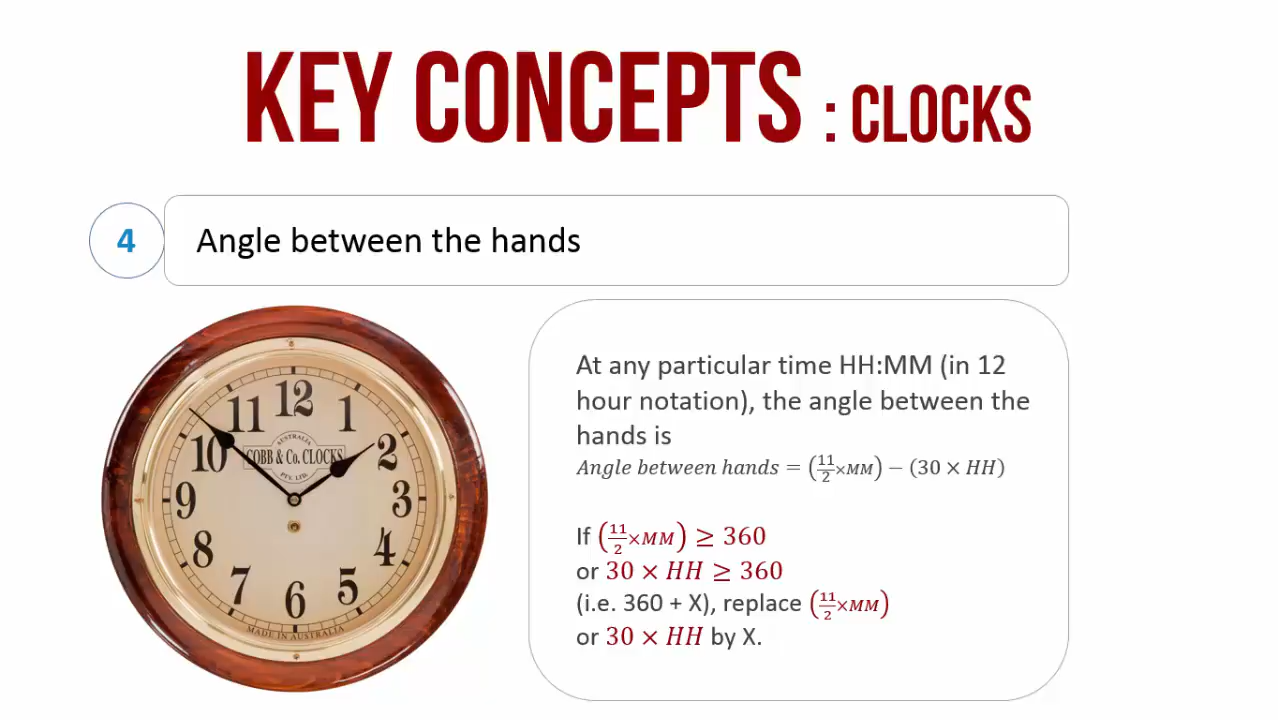 KEY CONCEPTS : CLOCKS
4
Angle between the hands
12
11
1
10
2
AUSTRALIA
COBB & Co. CLOCKS
PTY. LTD.
9
3
8
4
7
5
6
MADE IN AUSTRALIA
At any particular time HH:MM (in 12
hour notation), the angle between the
hands is
Angle between hands = (11/2 ×MM) − (30 × HH)
If (11/2 ×MM) ≥ 360
or 30 × HH ≥ 360
(i.e. 360 + X), replace (11/2 ×MM)
or 30 × HH by X.